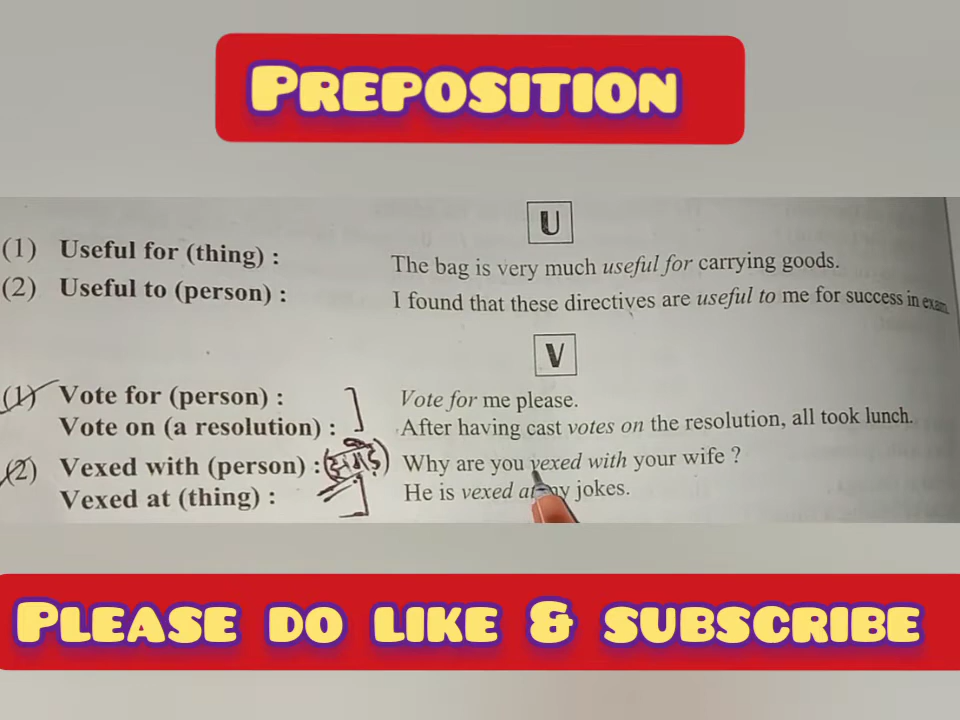 PREPOSITION
U
(1) Useful for (thing) : The bag is very much useful for carrying goods.
(2) Useful to (person) : I found that these directives are useful to me for success in exam.
V
(1) Vote for (person) : Vote for me please.
Vote on (a resolution) : After having cast votes on the resolution, all took lunch.
(2) Vexed with (person) : Why are you vexed with your wife ?
Vexed at (thing) : He is vexed at my jokes.
PLEASE DO LIKE & SUBSCRIBE